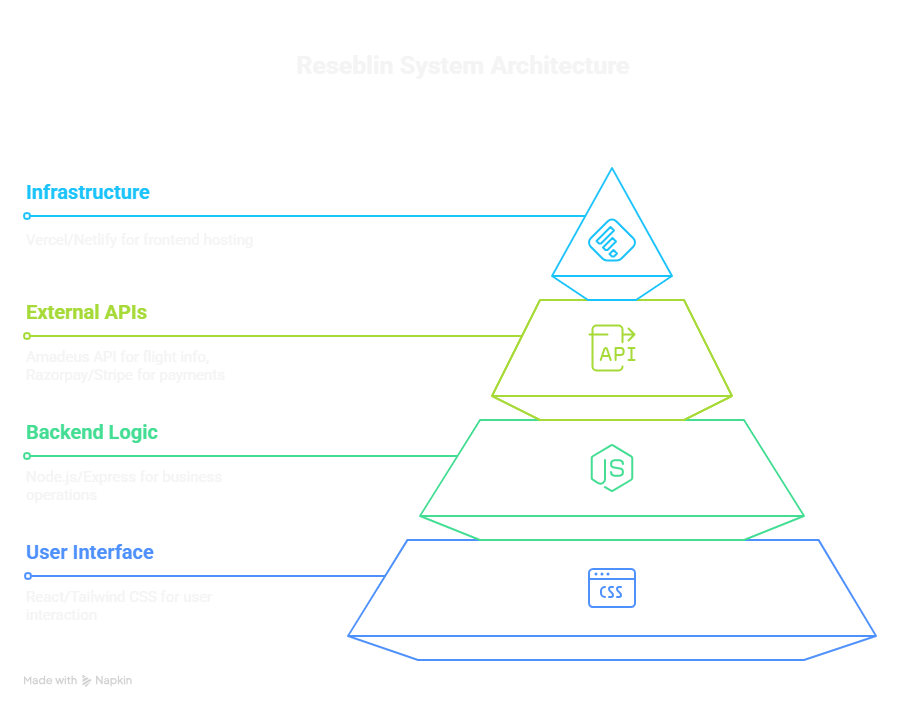 Reseblin System Architecture
Infrastructure
Vercel/Netlify for frontend hosting
External APIs
Amadeus API for flight info,
Razorpay/Stripe for payments
API
Backend Logic
Node.js/Express for business
operations
JS
User Interface
React/Tailwind CSS for user
interaction
CSS
Made with Napkin